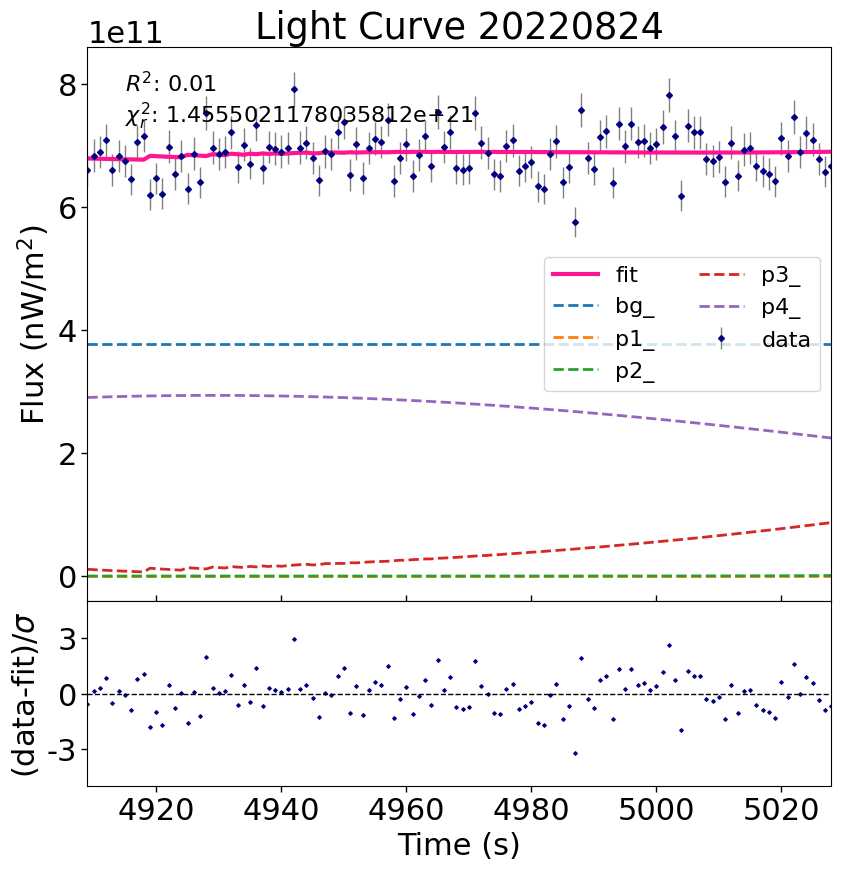 Light Curve 20220824
1e11
R²: 0.01
χ²ᵣ: 1.4555021178035812e+21
8
6
4
2
0
Flux (nW/m²)
fit
bg_
p1_
p2_
p3_
p4_
data
3
0
-3
(data-fit)/σ
4920 4940 4960 4980 5000 5020
Time (s)